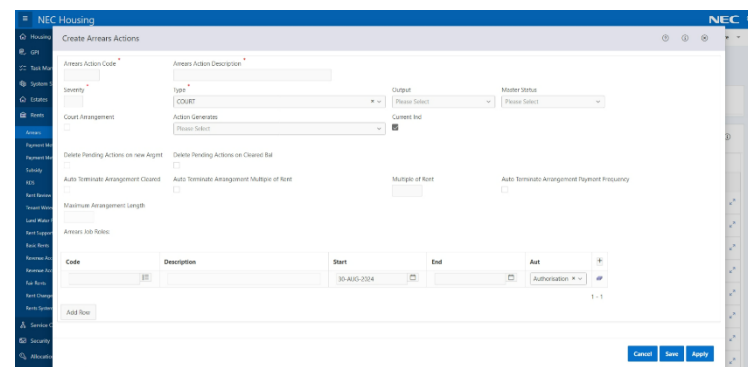 ≡ NEC Housing
NEC
Housing
Create Arrears Actions
GPI
Task Man
System S
Estates
Rents
Arrears
Payment Me
Payment Me
Subsidy
RDS
Rent Review
Tenant Water
Land Water R
Rent Support
Basic Rents
Revenue Acc
Revenue Acc
Fair Rents
Rent Change
Rents System
Service C
Security
Allocatio
Arrears Action Code *
Arrears Action Description *
Severity *
Type *
Output
Master Status
COURT
Please Select
Please Select
Court Arrangement
Action Generates
Current Ind
Please Select
Delete Pending Actions on new Argmt
Delete Pending Actions on Cleared Bal
Auto Terminate Arrangement Cleared
Auto Terminate Arrangement Multiple of Rent
Multiple of Rent
Auto Terminate Arrangement Payment Frequency
Maximum Arrangement Length
Arrears Job Roles:
Code
Description
Start
End
Aut
30-AUG-2024
Authorisation
1 - 1
Add Row
Cancel
Save
Apply